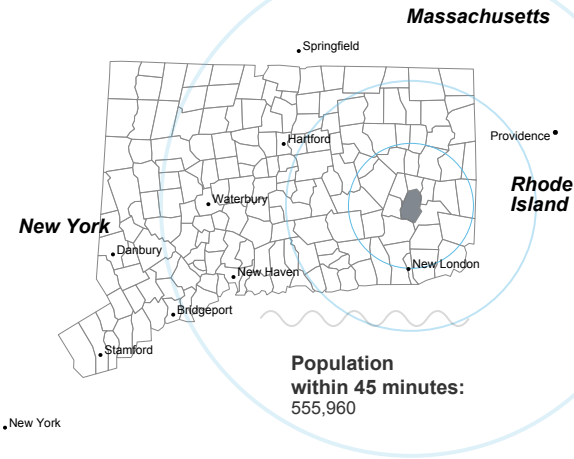 Massachusetts
Springfield
Providence
Hartford
Rhode
Island
Waterbury
New York
Danbury
New London
New Haven
Bridgeport
Stamford
Population
within 45 minutes:
555,960
New York